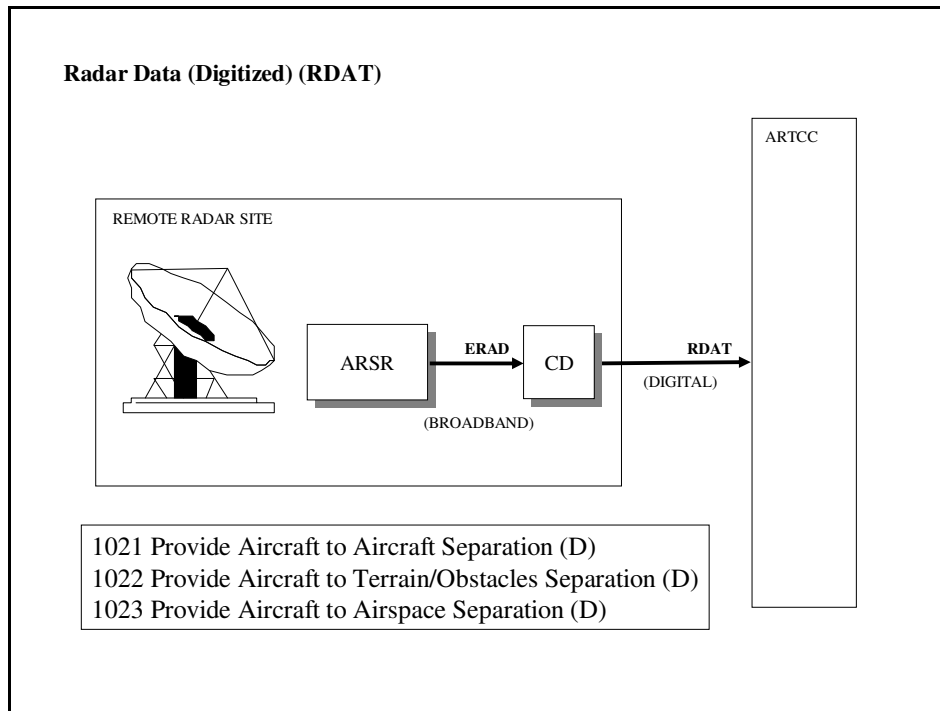 Radar Data (Digitized) (RDAT)
ARTCC
REMOTE RADAR SITE
ARSR
ERAD
(BROADBAND)
CD
RDAT
(DIGITAL)
1021 Provide Aircraft to Aircraft Separation (D)
1022 Provide Aircraft to Terrain/Obstacles Separation (D)
1023 Provide Aircraft to Airspace Separation (D)